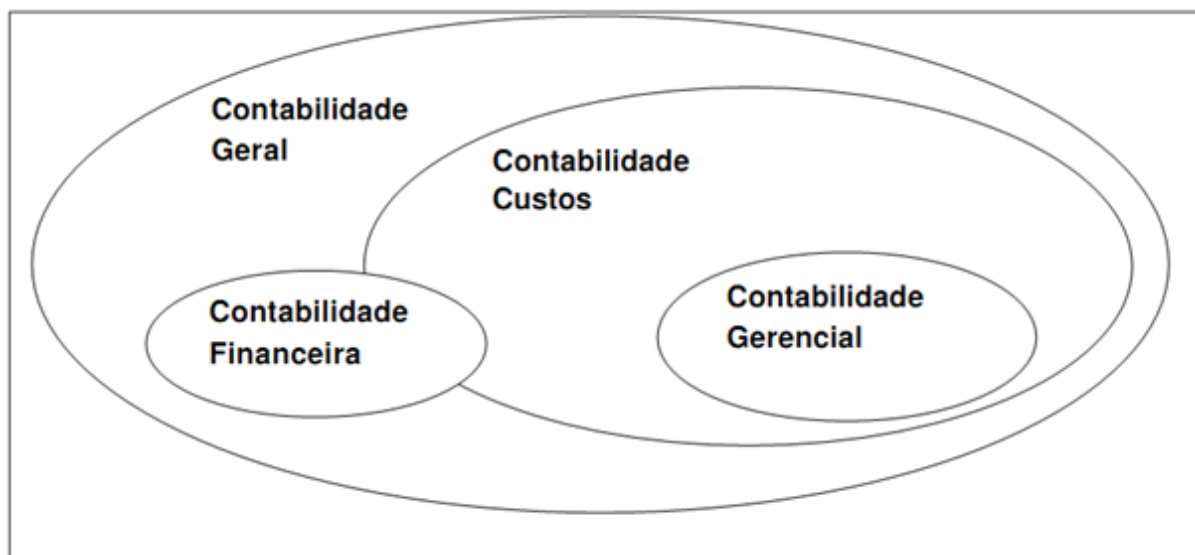 Contabilidade
Geral
Contabilidade
Custos
Contabilidade
Financeira
Contabilidade
Gerencial